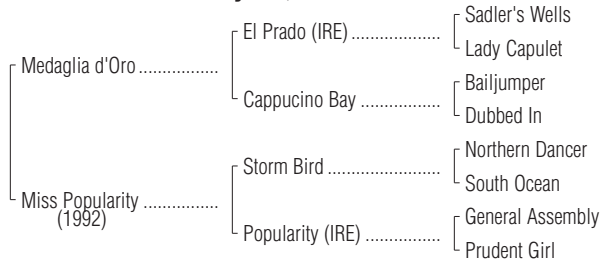 Sadler's Wells
El Prado (IRE) ....................
Lady Capulet
Medaglia d'Oro ..................
Bailjumper
Cappucino Bay ..................
Dubbed In
Northern Dancer
Storm Bird .........................
South Ocean
Miss Popularity .................
(1992)
General Assembly
Popularity (IRE) .................
Prudent Girl